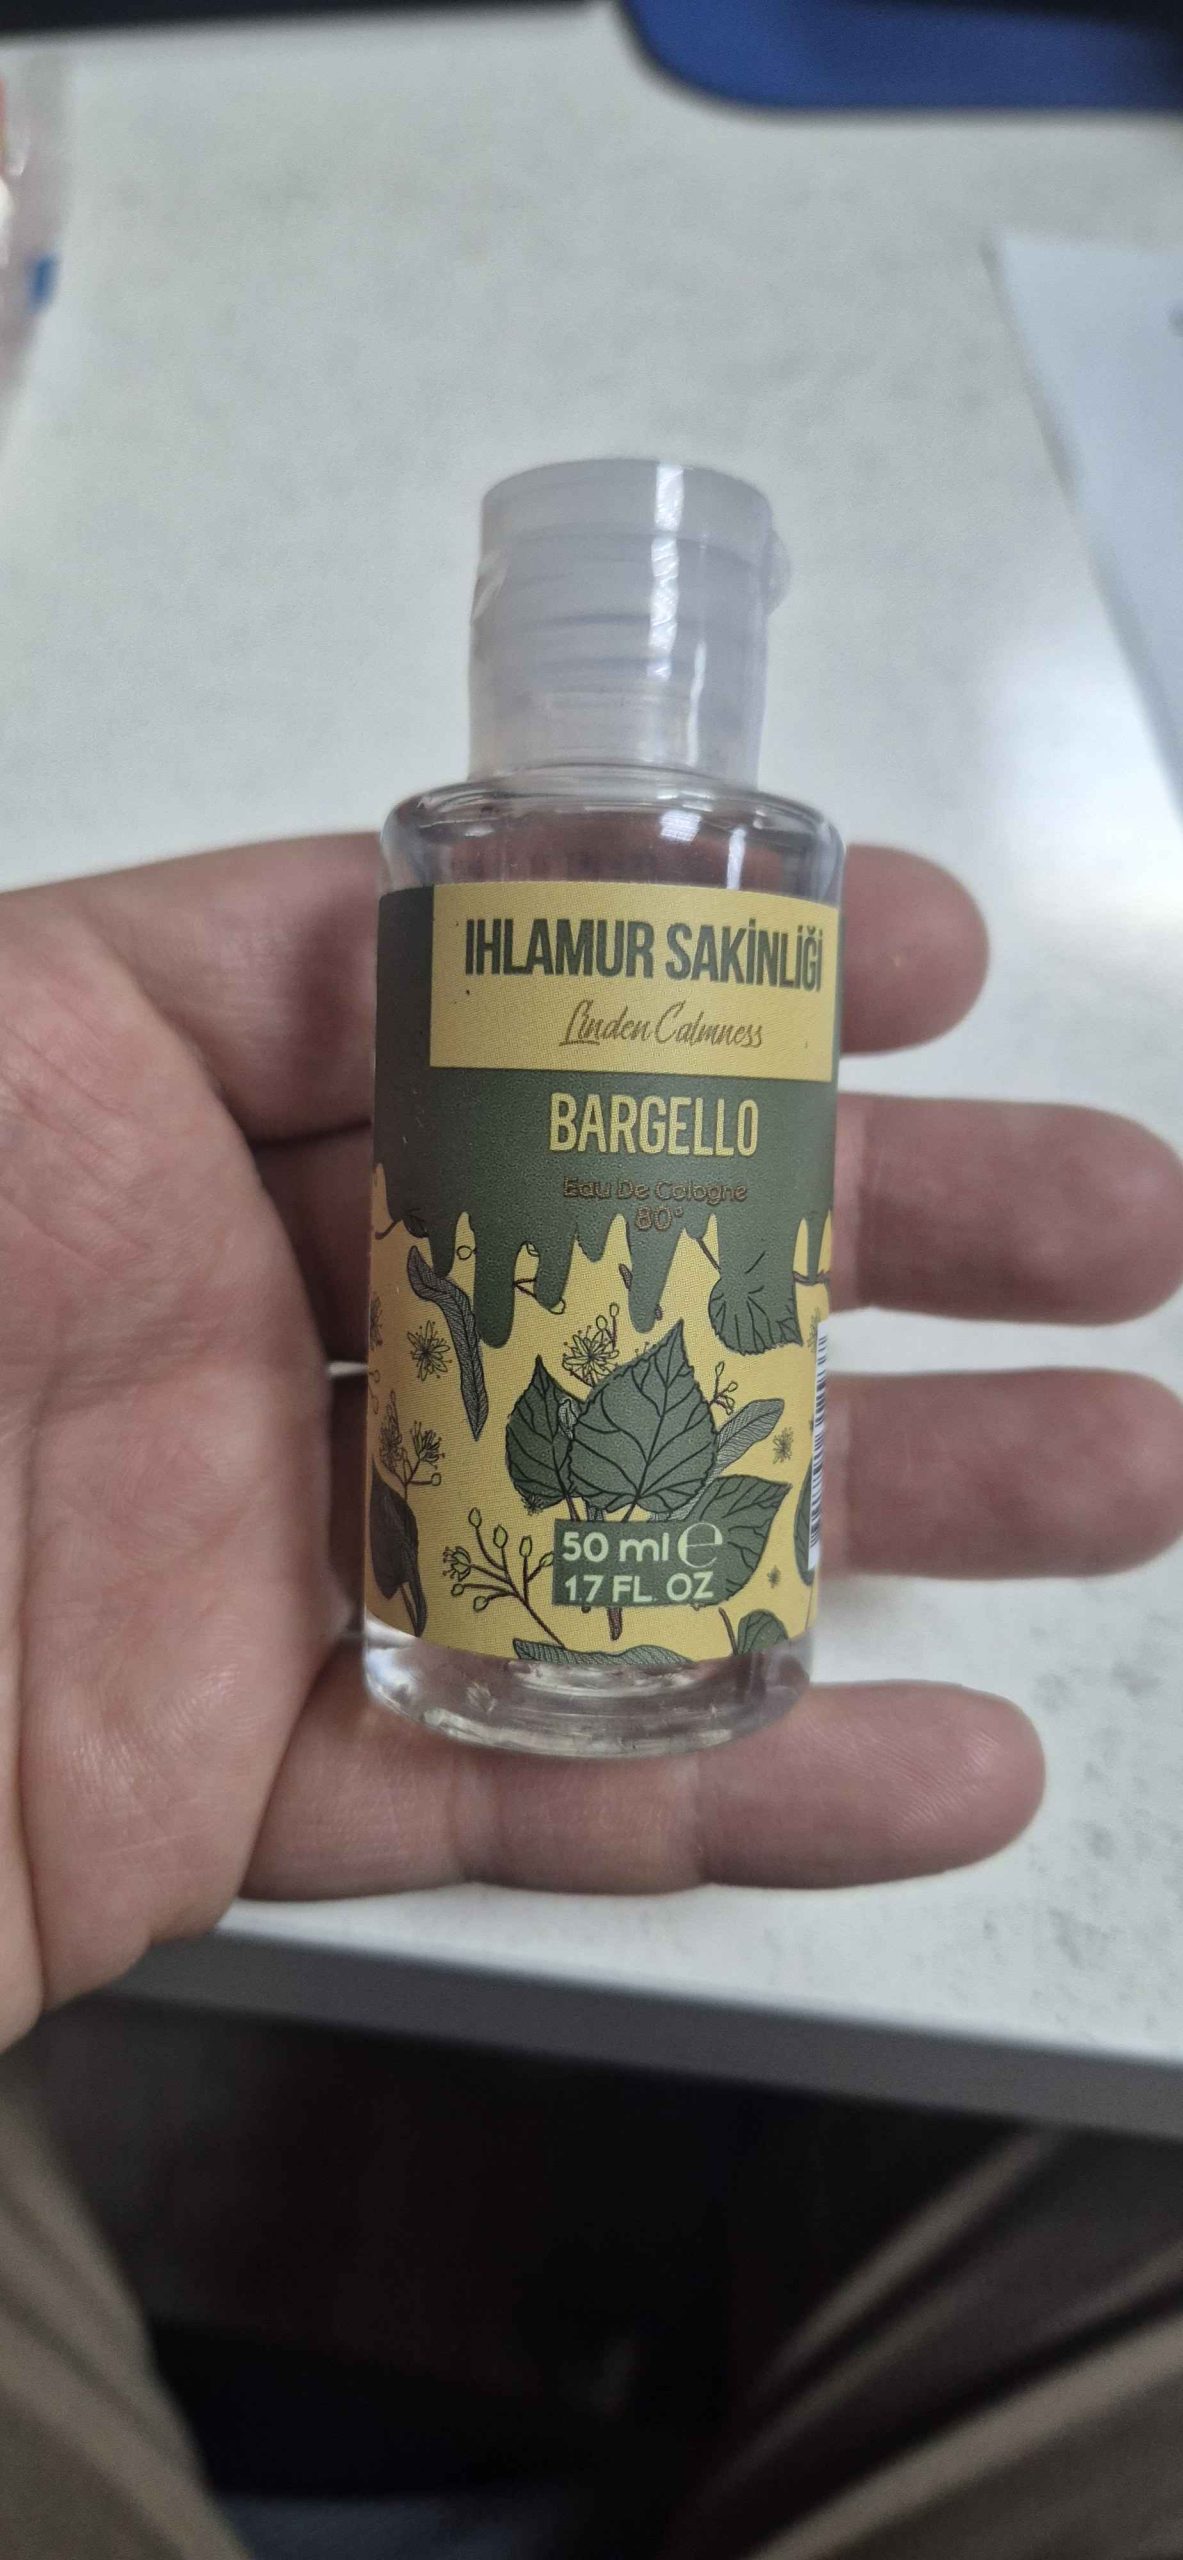 IHLAMUR SAKİNLİĞİ
Linden Calmness
BARGELLO
Eau De Cologne
80°
50 ml ℮
1.7 FL. OZ